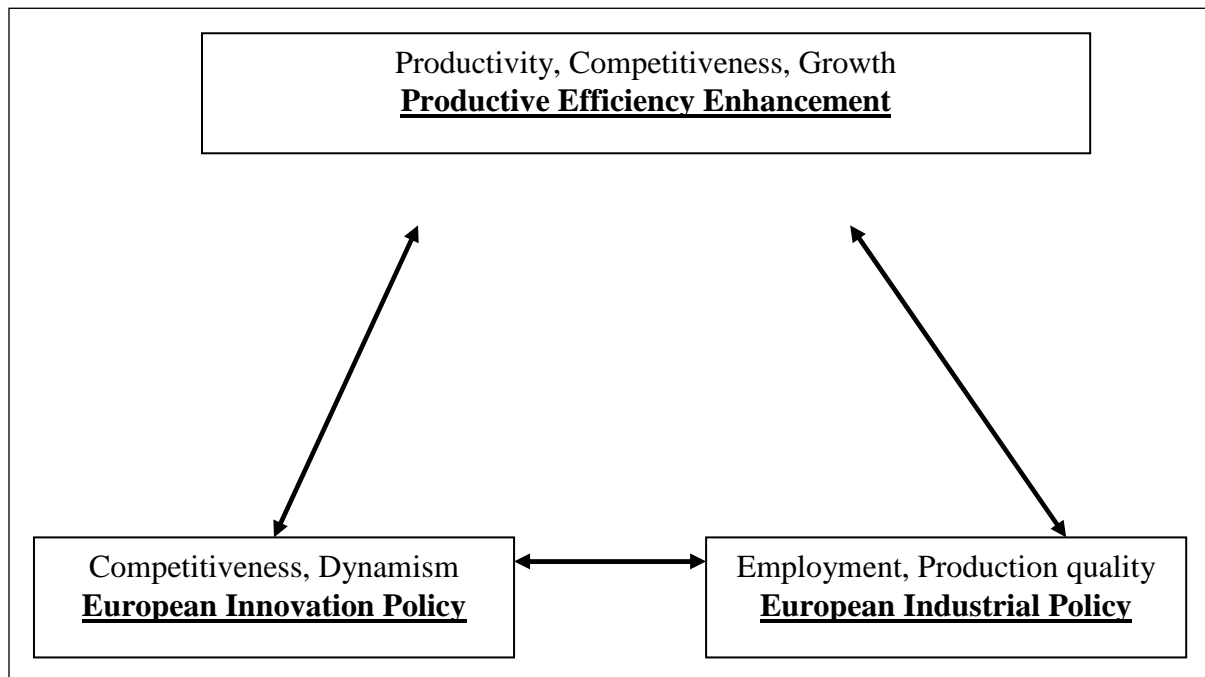 Productivity, Competitiveness, Growth
Productive Efficiency Enhancement
Competitiveness, Dynamism
European Innovation Policy
Employment, Production quality
European Industrial Policy